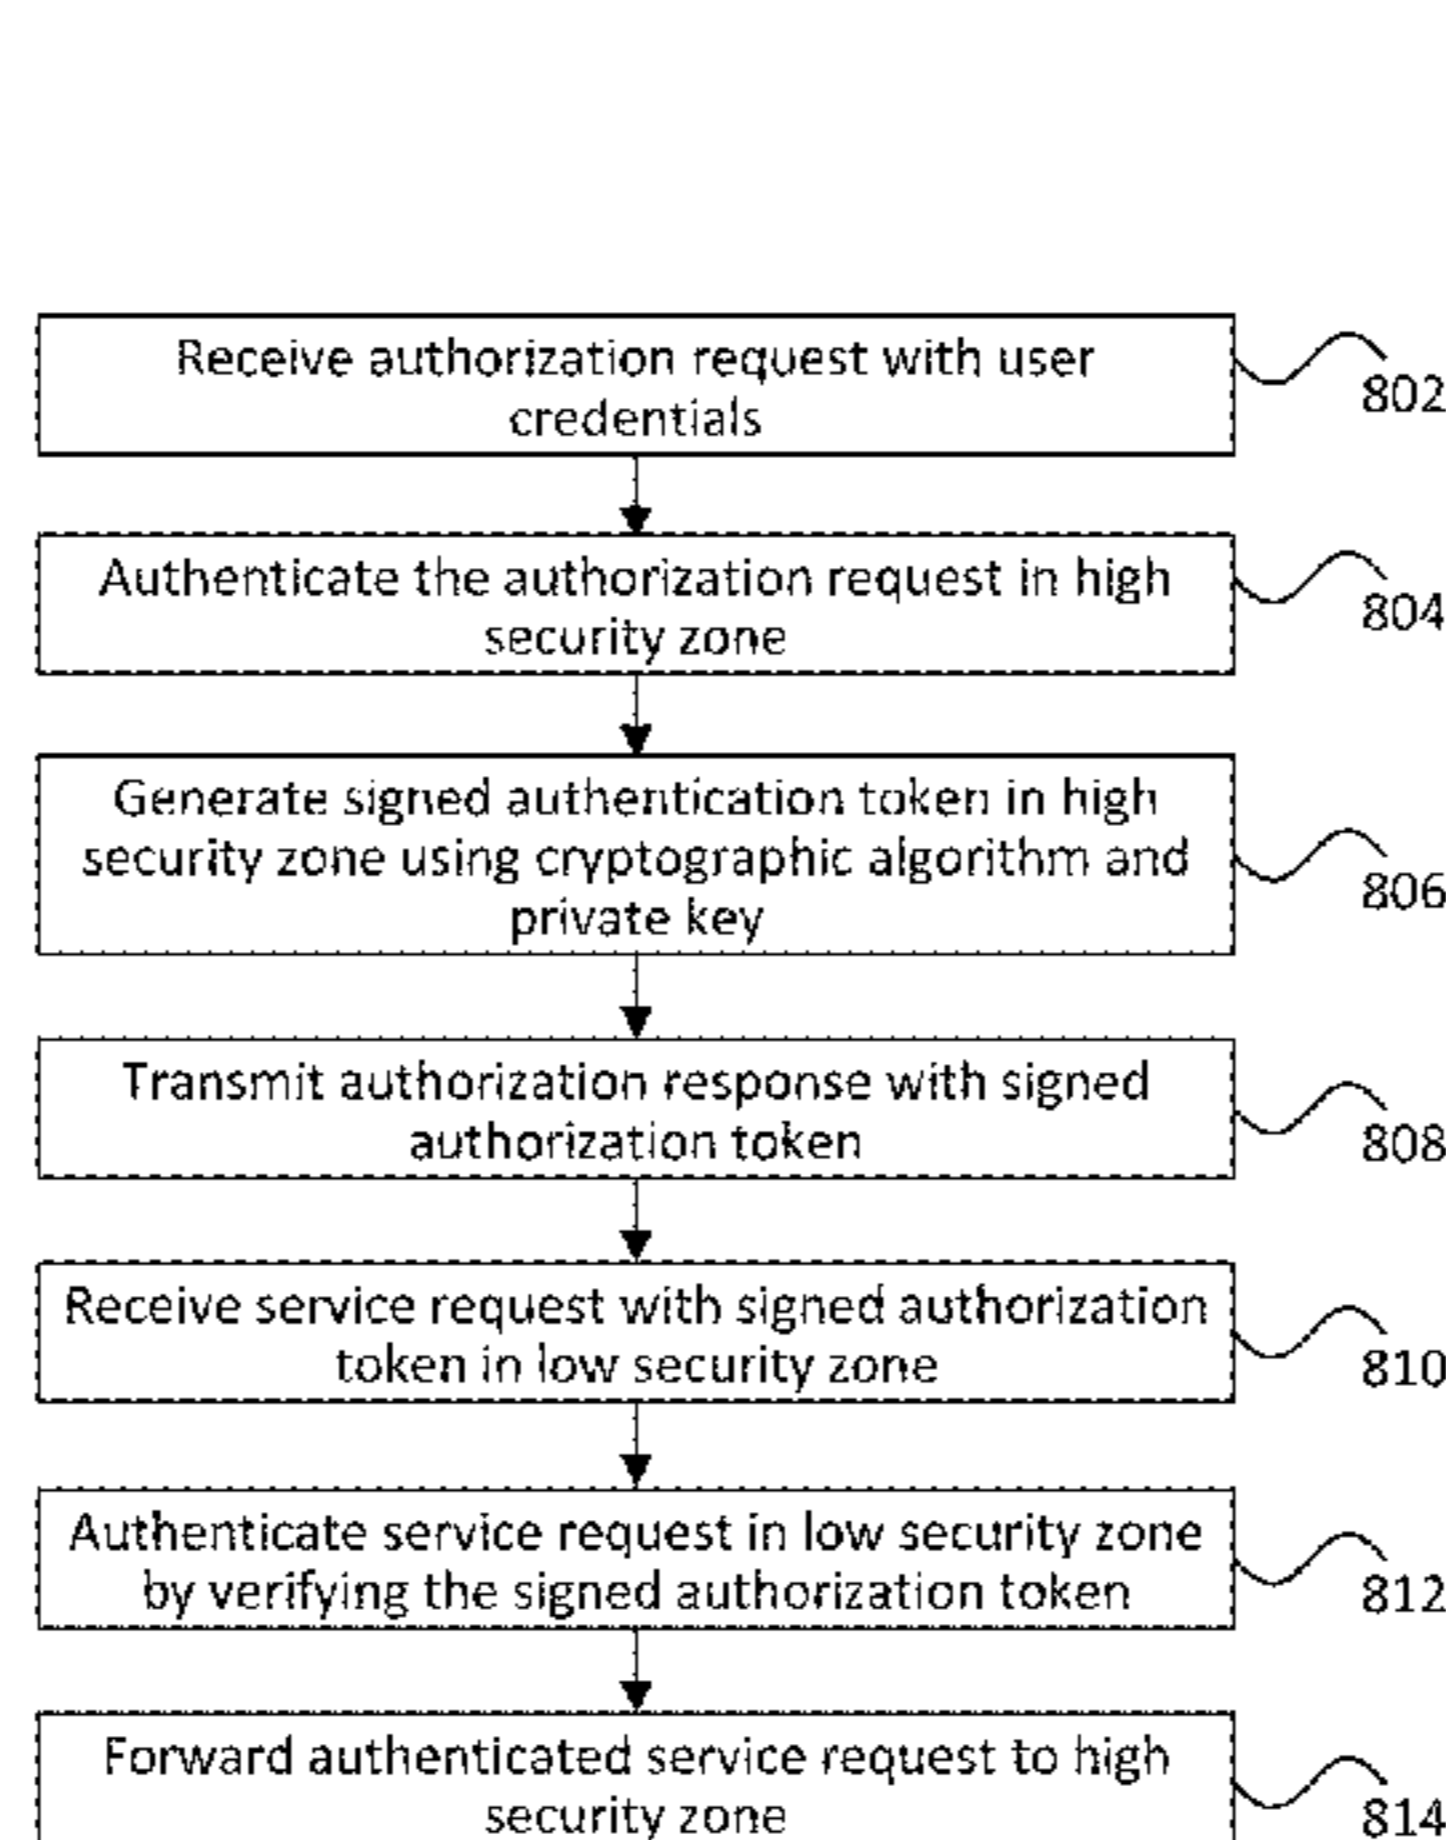 Receive authorization request with user
credentials
802
Authenticate the authorization request in high
security zone
804
Generate signed authentication token in high
security zone using cryptographic algorithm and
private key
806
Transmit authorization response with signed
authorization token
808
Receive service request with signed authorization
token in low security zone
810
Authenticate service request in low security zone
by verifying the signed authorization token
812
Forward authenticated service request to high
security zone
814